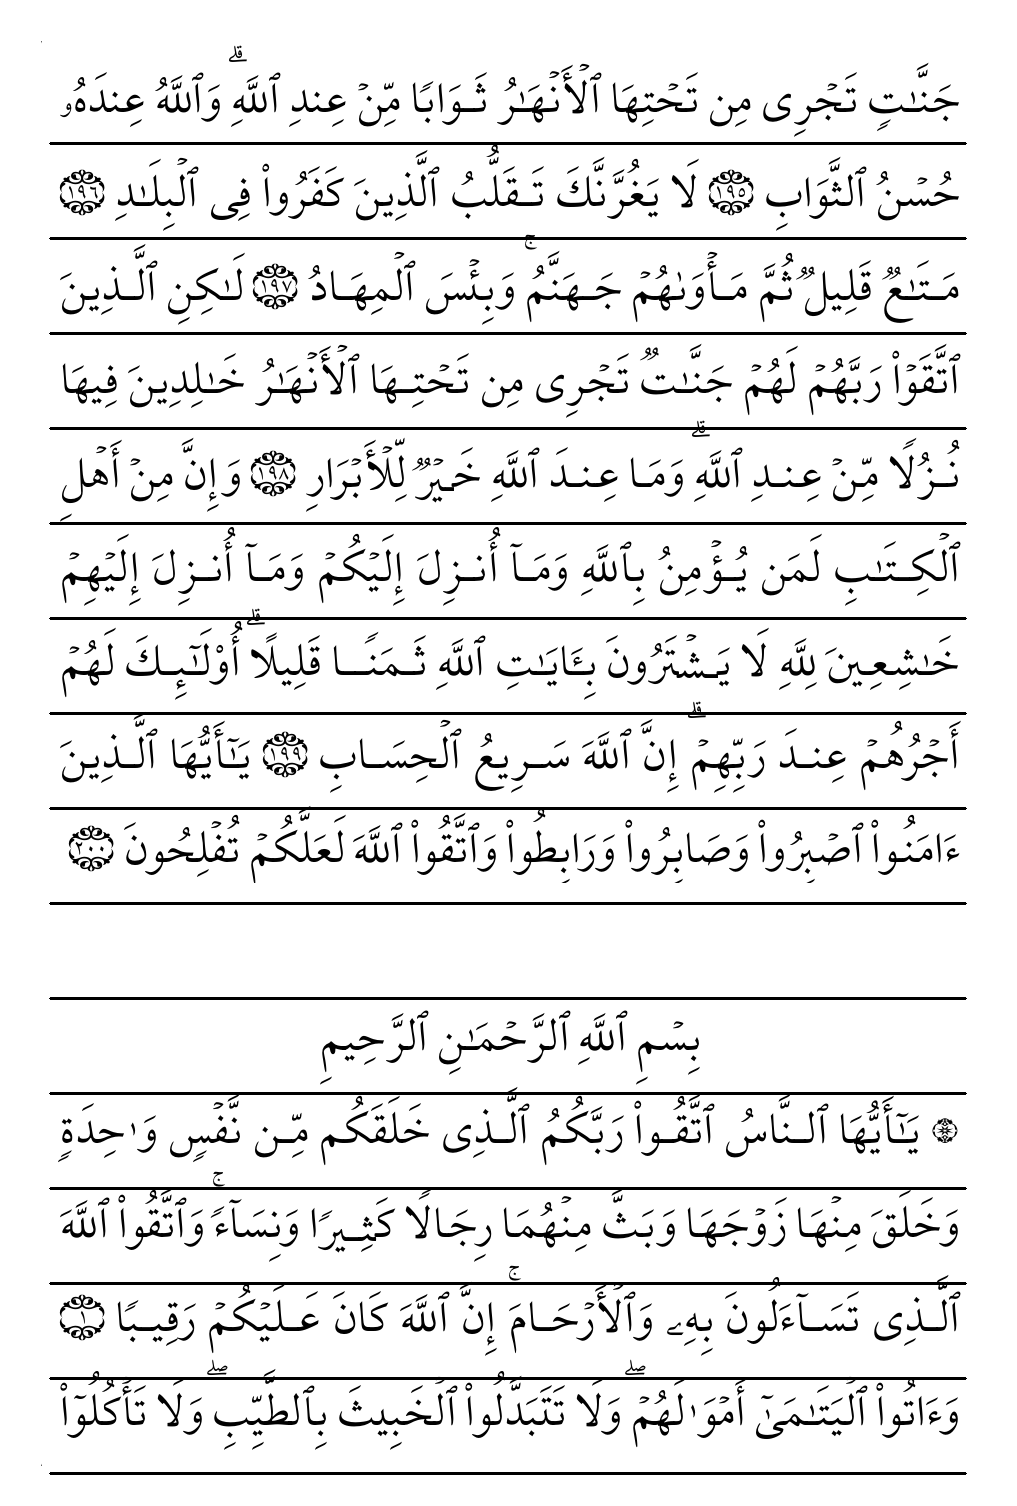 جَنَّٰتٍ تَجۡرِى مِن تَحۡتِهَا ٱلۡأَنۡهَٰرُ ثَوَابًا مِّنۡ عِندِ ٱللَّهِۗ وَٱللَّهُ عِندَهُۥ
حُسۡنُ ٱلثَّوَابِ ١٩٥ لَا يَغُرَّنَّكَ تَقَلُّبُ ٱلَّذِينَ كَفَرُواْ فِى ٱلۡبِلَٰدِ ١٩٦
مَتَٰعٌ قَلِيلٌ ثُمَّ مَأۡوَىٰهُمۡ جَهَنَّمُۚ وَبِئۡسَ ٱلۡمِهَادُ ١٩٧ لَٰكِنِ ٱلَّذِينَ
ٱتَّقَوۡاْ رَبَّهُمۡ لَهُمۡ جَنَّٰتٌ تَجۡرِى مِن تَحۡتِهَا ٱلۡأَنۡهَٰرُ خَٰلِدِينَ فِيهَا
نُزُلًا مِّنۡ عِندِ ٱللَّهِۗ وَمَا عِندَ ٱللَّهِ خَيۡرٌ لِّلۡأَبۡرَارِ ١٩٨ وَإِنَّ مِنۡ أَهۡلِ
ٱلۡكِتَٰبِ لَمَن يُؤۡمِنُ بِٱللَّهِ وَمَآ أُنزِلَ إِلَيۡكُمۡ وَمَآ أُنزِلَ إِلَيۡهِمۡ
خَٰشِعِينَ لِلَّهِ لَا يَشۡتَرُونَ بِـَٔايَٰتِ ٱللَّهِ ثَمَنًا قَلِيلًاۗ أُوْلَٰٓئِكَ لَهُمۡ
أَجۡرُهُمۡ عِندَ رَبِّهِمۡۗ إِنَّ ٱللَّهَ سَرِيعُ ٱلۡحِسَابِ ١٩٩ يَٰٓأَيُّهَا ٱلَّذِينَ
ءَامَنُواْ ٱصۡبِرُواْ وَصَابِرُواْ وَرَابِطُواْ وَٱتَّقُواْ ٱللَّهَ لَعَلَّكُمۡ تُفۡلِحُونَ ٢٠٠
بِسۡمِ ٱللَّهِ ٱلرَّحۡمَٰنِ ٱلرَّحِيمِ
۞ يَٰٓأَيُّهَا ٱلنَّاسُ ٱتَّقُواْ رَبَّكُمُ ٱلَّذِى خَلَقَكُم مِّن نَّفۡسٍ وَٰحِدَةٍ
وَخَلَقَ مِنۡهَا زَوۡجَهَا وَبَثَّ مِنۡهُمَا رِجَالًا كَثِيرًا وَنِسَآءًۚ وَٱتَّقُواْ ٱللَّهَ
ٱلَّذِى تَسَآءَلُونَ بِهِۦ وَٱلۡأَرۡحَامَۚ إِنَّ ٱللَّهَ كَانَ عَلَيۡكُمۡ رَقِيبًا ١
وَءَاتُواْ ٱلۡيَتَٰمَىٰٓ أَمۡوَٰلَهُمۡۖ وَلَا تَتَبَدَّلُواْ ٱلۡخَبِيثَ بِٱلطَّيِّبِۖ وَلَا تَأۡكُلُوٓاْ